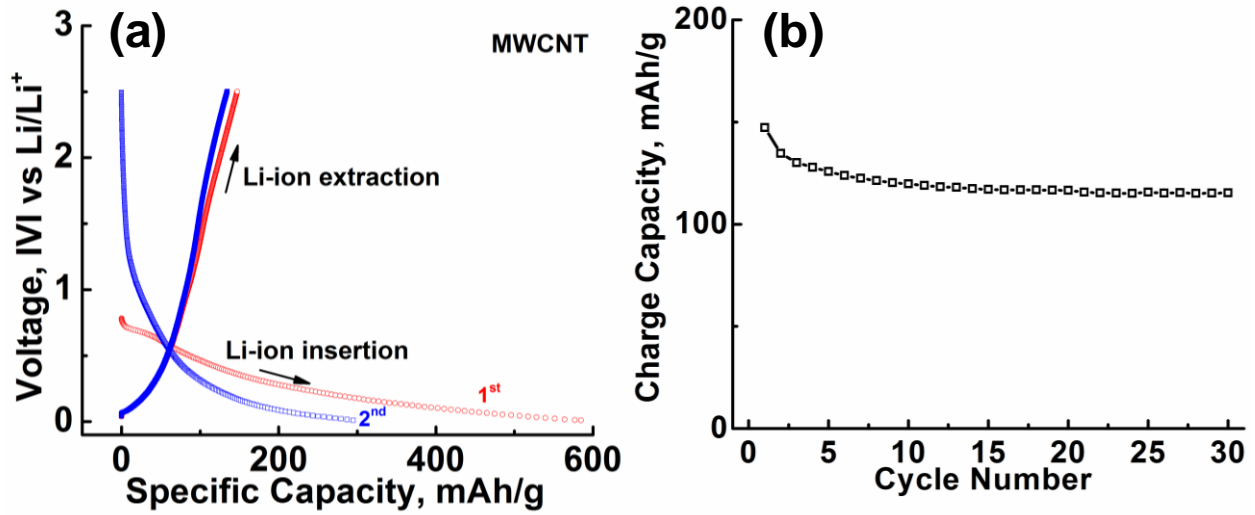 (a)
MWCNT
Voltage, IVI vs Li/Li⁺
3
2
1
0
Li-ion extraction
Li-ion insertion
1ˢᵗ
2ⁿᵈ
0 200 400 600
Specific Capacity, mAh/g
(b)
Charge Capacity, mAh/g
200
100
0
0 5 10 15 20 25 30
Cycle Number